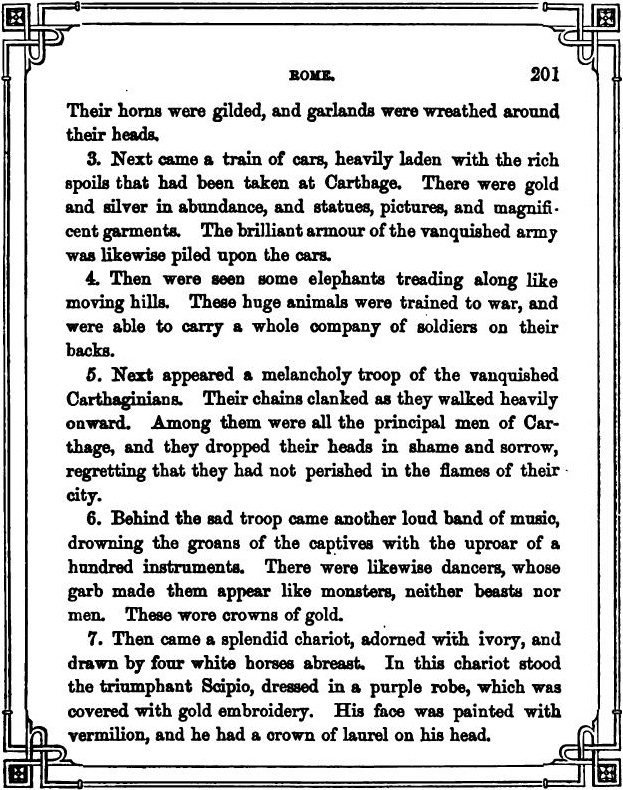 ROME. 201
Their horns were gilded, and garlands were wreathed around
their heads.
3. Next came a train of cars, heavily laden with the rich
spoils that had been taken at Carthage. There were gold
and silver in abundance, and statues, pictures, and magnifi-
cent garments. The brilliant armour of the vanquished army
was likewise piled upon the cars.
4. Then were seen some elephants treading along like
moving hills. These huge animals were trained to war, and
were able to carry a whole company of soldiers on their
backs.
5. Next appeared a melancholy troop of the vanquished
Carthaginians. Their chains clanked as they walked heavily
onward. Among them were all the principal men of Car-
thage, and they dropped their heads in shame and sorrow,
regretting that they had not perished in the flames of their
city.
6. Behind the sad troop came another loud band of music,
drowning the groans of the captives with the uproar of a
hundred instruments. There were likewise dancers, whose
garb made them appear like monsters, neither beasts nor
men. These wore crowns of gold.
7. Then came a splendid chariot, adorned with ivory, and
drawn by four white horses abreast. In this chariot stood
the triumphant Scipio, dressed in a purple robe, which was
covered with gold embroidery. His face was painted with
vermilion, and he had a crown of laurel on his head.